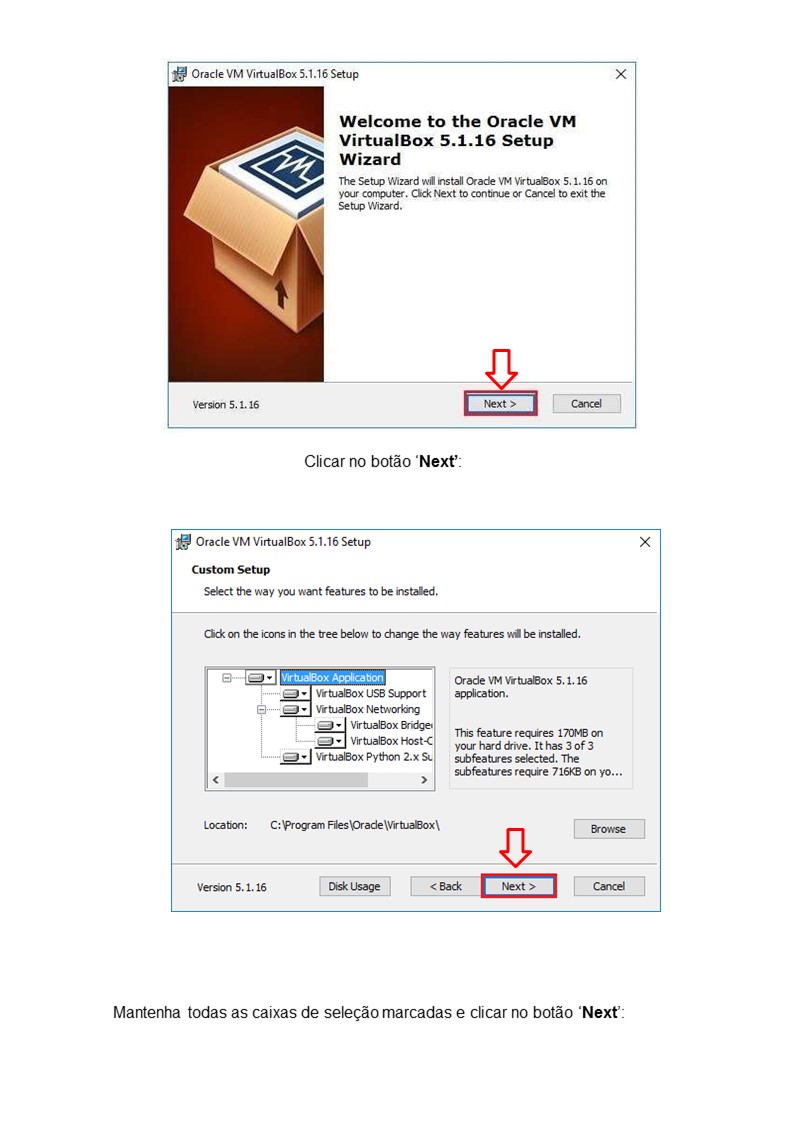 Oracle VM VirtualBox 5.1.16 Setup
Welcome to the Oracle VM
VirtualBox 5.1.16 Setup
Wizard
The Setup Wizard will install Oracle VM VirtualBox 5.1.16 on
your computer. Click Next to continue or Cancel to exit the
Setup Wizard.
Version 5.1.16
Next >
Cancel
Clicar no botão ‘Next’:
Oracle VM VirtualBox 5.1.16 Setup
Custom Setup
Select the way you want features to be installed.
Click on the icons in the tree below to change the way features will be installed.
VirtualBox Application
VirtualBox USB Support
VirtualBox Networking
VirtualBox Bridge
VirtualBox Host-C
VirtualBox Python 2.x Su
Oracle VM VirtualBox 5.1.16
application.
This feature requires 170MB on
your hard drive. It has 3 of 3
subfeatures selected. The
subfeatures require 716KB on yo...
Location: C:\Program Files\Oracle\VirtualBox\
Browse
Version 5.1.16
Disk Usage
< Back
Next >
Cancel
Mantenha todas as caixas de seleção marcadas e clicar no botão ‘Next’: